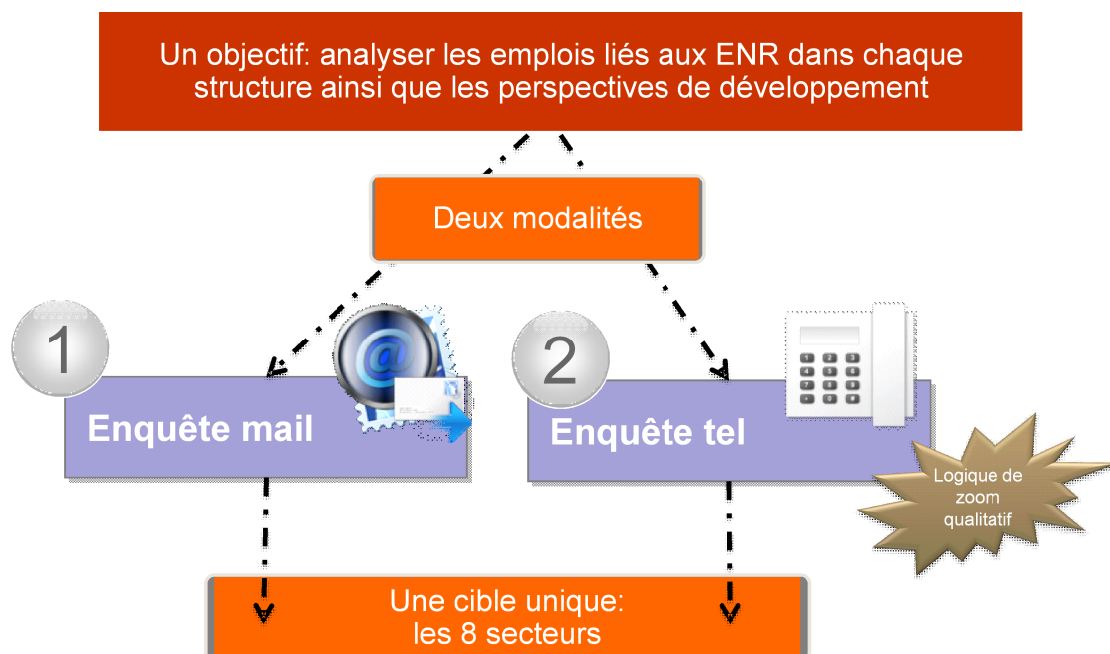 Un objectif: analyser les emplois liés aux ENR dans chaque
structure ainsi que les perspectives de développement
Deux modalités
1
2
Enquête mail
Enquête tel
Logique de
zoom
qualitatif
Une cible unique:
les 8 secteurs